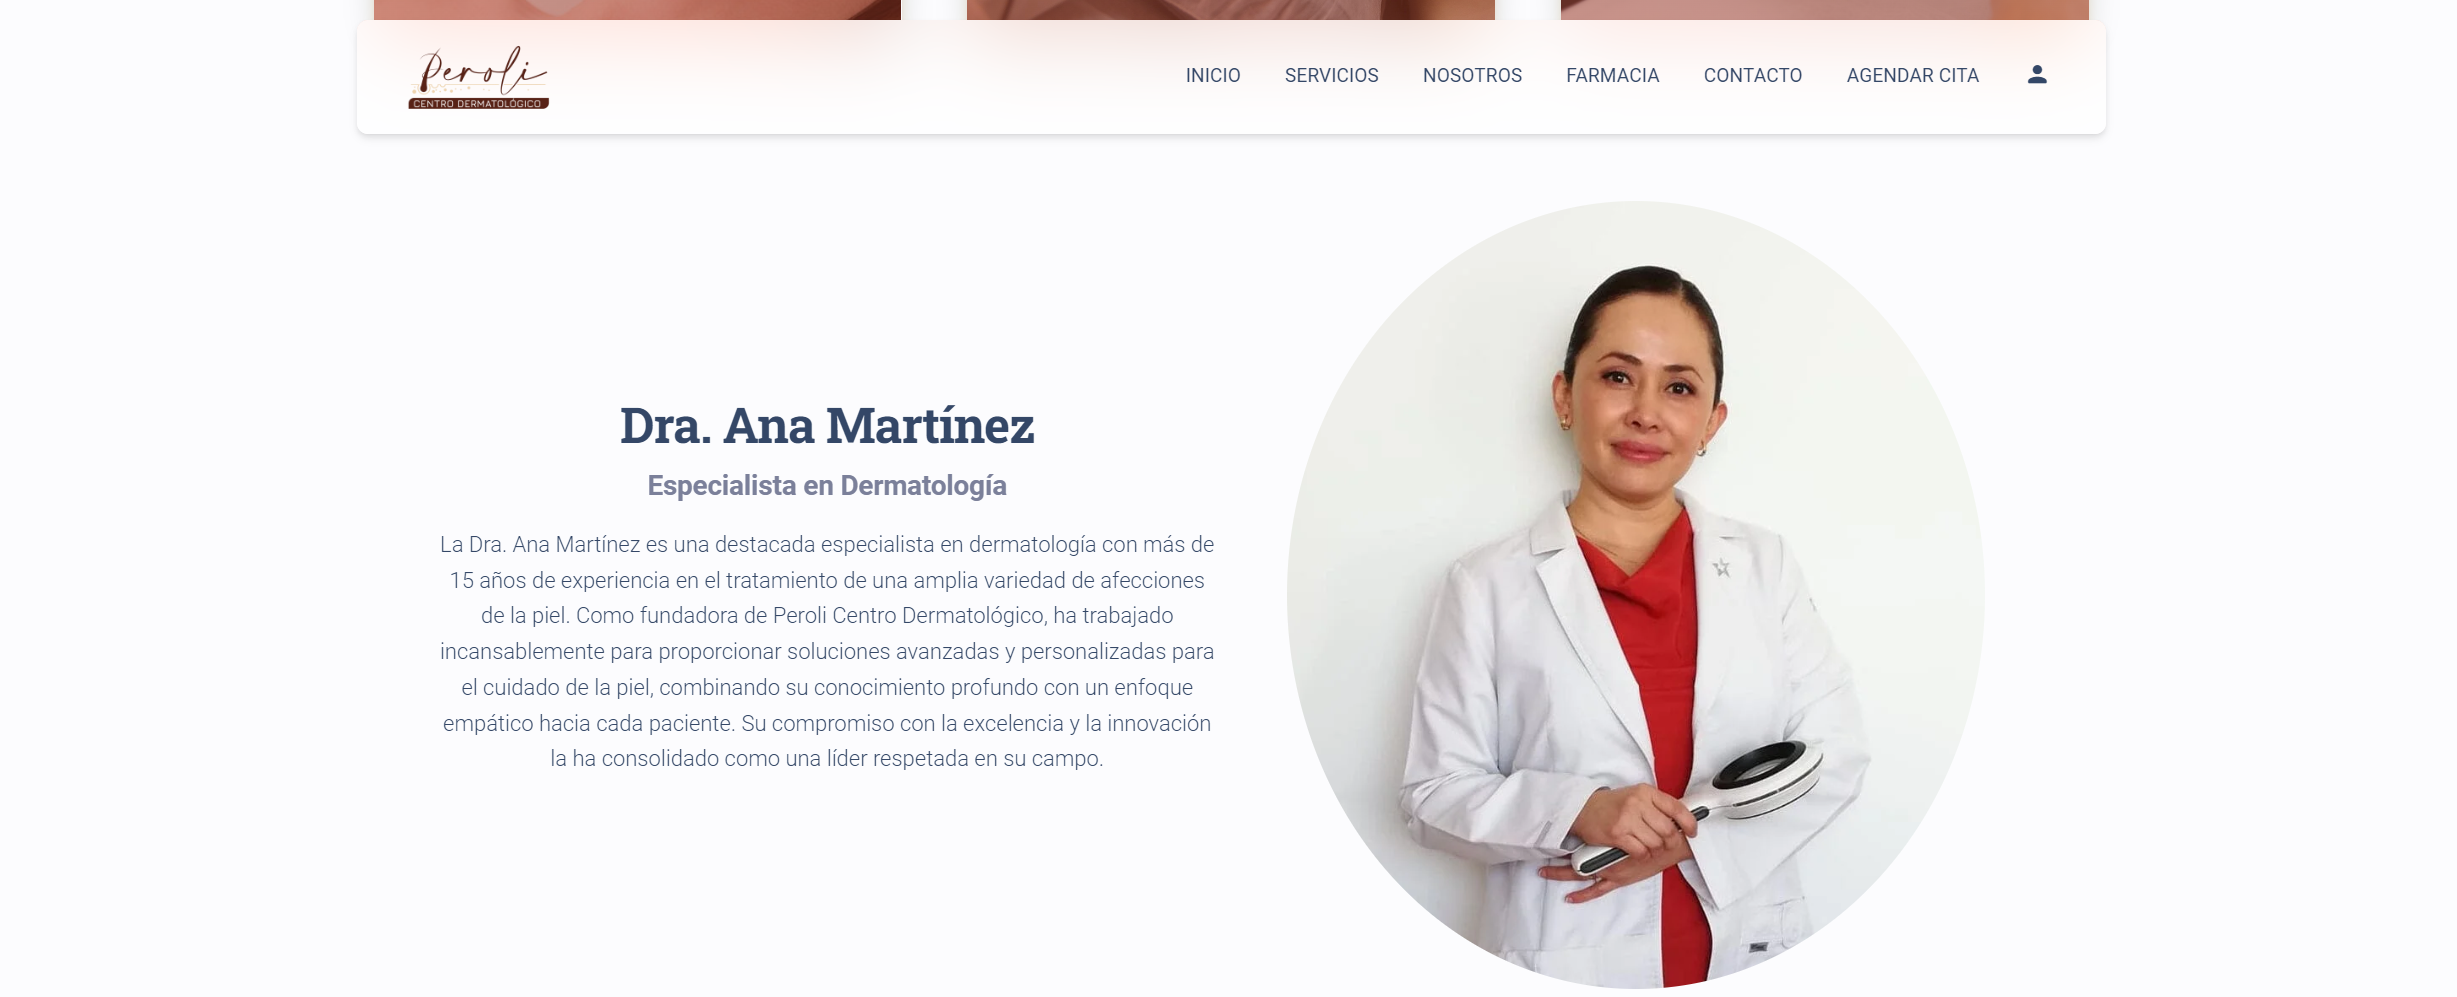 Peroli
CENTRO DERMATOLÓGICO
INICIO SERVICIOS NOSOTROS FARMACIA CONTACTO AGENDAR CITA
Dra. Ana Martínez
Especialista en Dermatología
La Dra. Ana Martínez es una destacada especialista en dermatología con más de
15 años de experiencia en el tratamiento de una amplia variedad de afecciones
de la piel. Como fundadora de Peroli Centro Dermatológico, ha trabajado
incansablemente para proporcionar soluciones avanzadas y personalizadas para
el cuidado de la piel, combinando su conocimiento profundo con un enfoque
empático hacia cada paciente. Su compromiso con la excelencia y la innovación
la ha consolidado como una líder respetada en su campo.